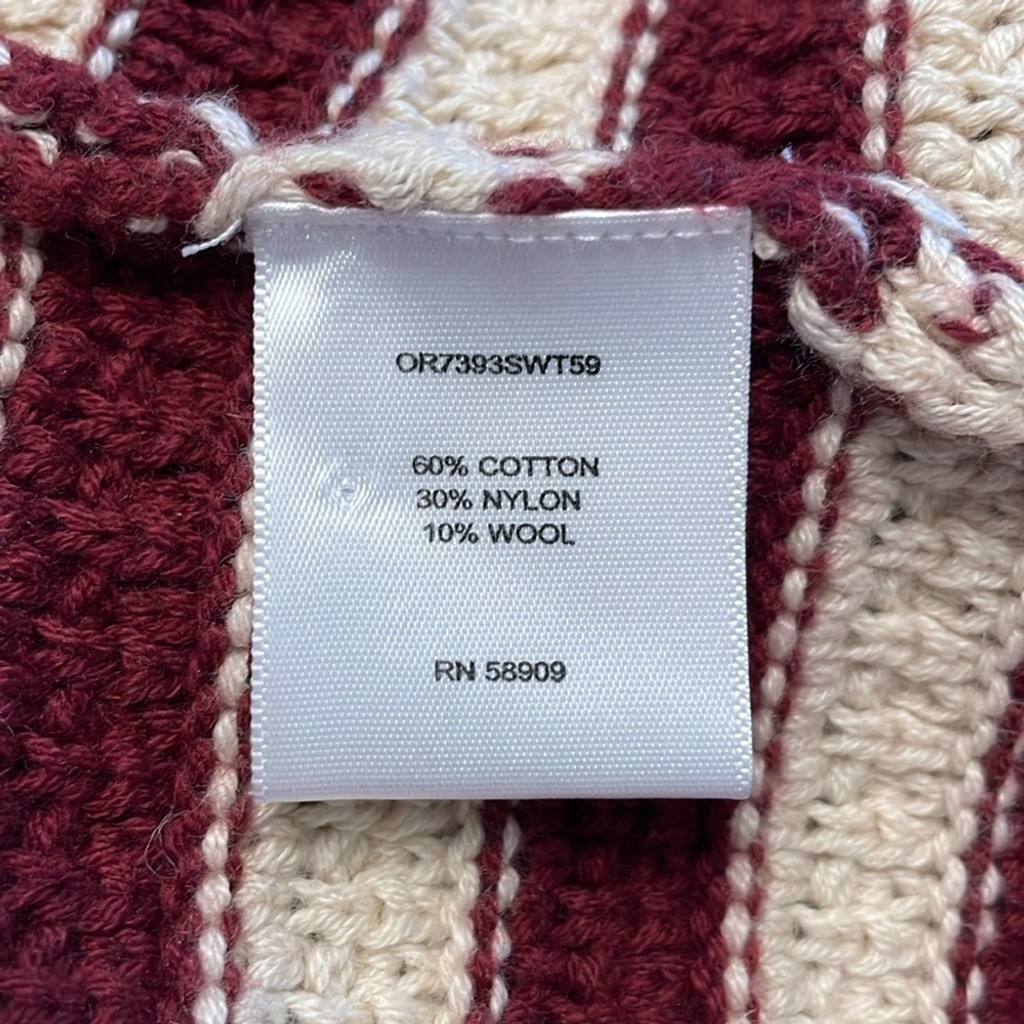 OR7393SWT59
60% COTTON
30% NYLON
10% WOOL
RN 58909